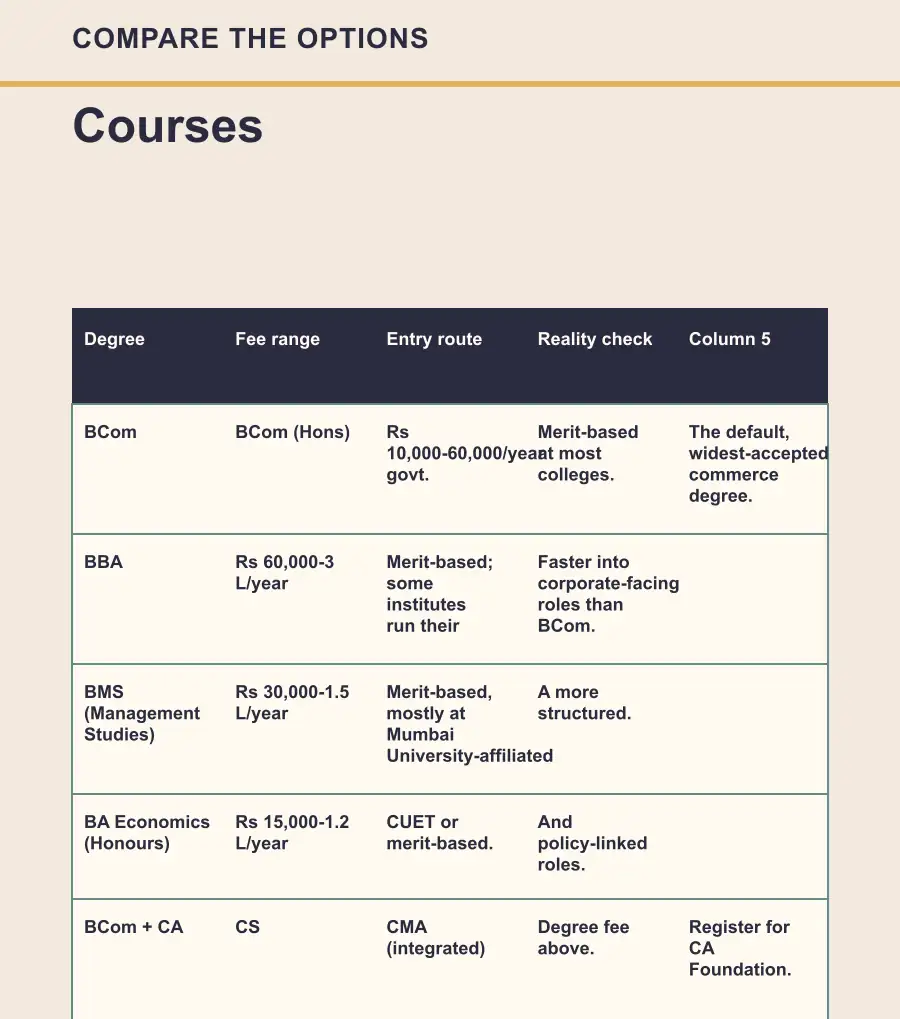 COMPARE THE OPTIONS
Courses
Degree
Fee range
Entry route
Reality check
Column 5
BCom
BCom (Hons)
Rs
10,000-60,000/year
govt.
Merit-based
at most
colleges.
The default,
widest-accepted
commerce
degree.
BBA
Rs 60,000-3
L/year
Merit-based;
some
institutes
run their
Faster into
corporate-facing
roles than
BCom.
BMS
(Management
Studies)
Rs 30,000-1.5
L/year
Merit-based,
mostly at
Mumbai
University-affiliated
A more
structured.
BA Economics
(Honours)
Rs 15,000-1.2
L/year
CUET or
merit-based.
And
policy-linked
roles.
BCom + CA
CS
CMA
(integrated)
Degree fee
above.
Register for
CA
Foundation.